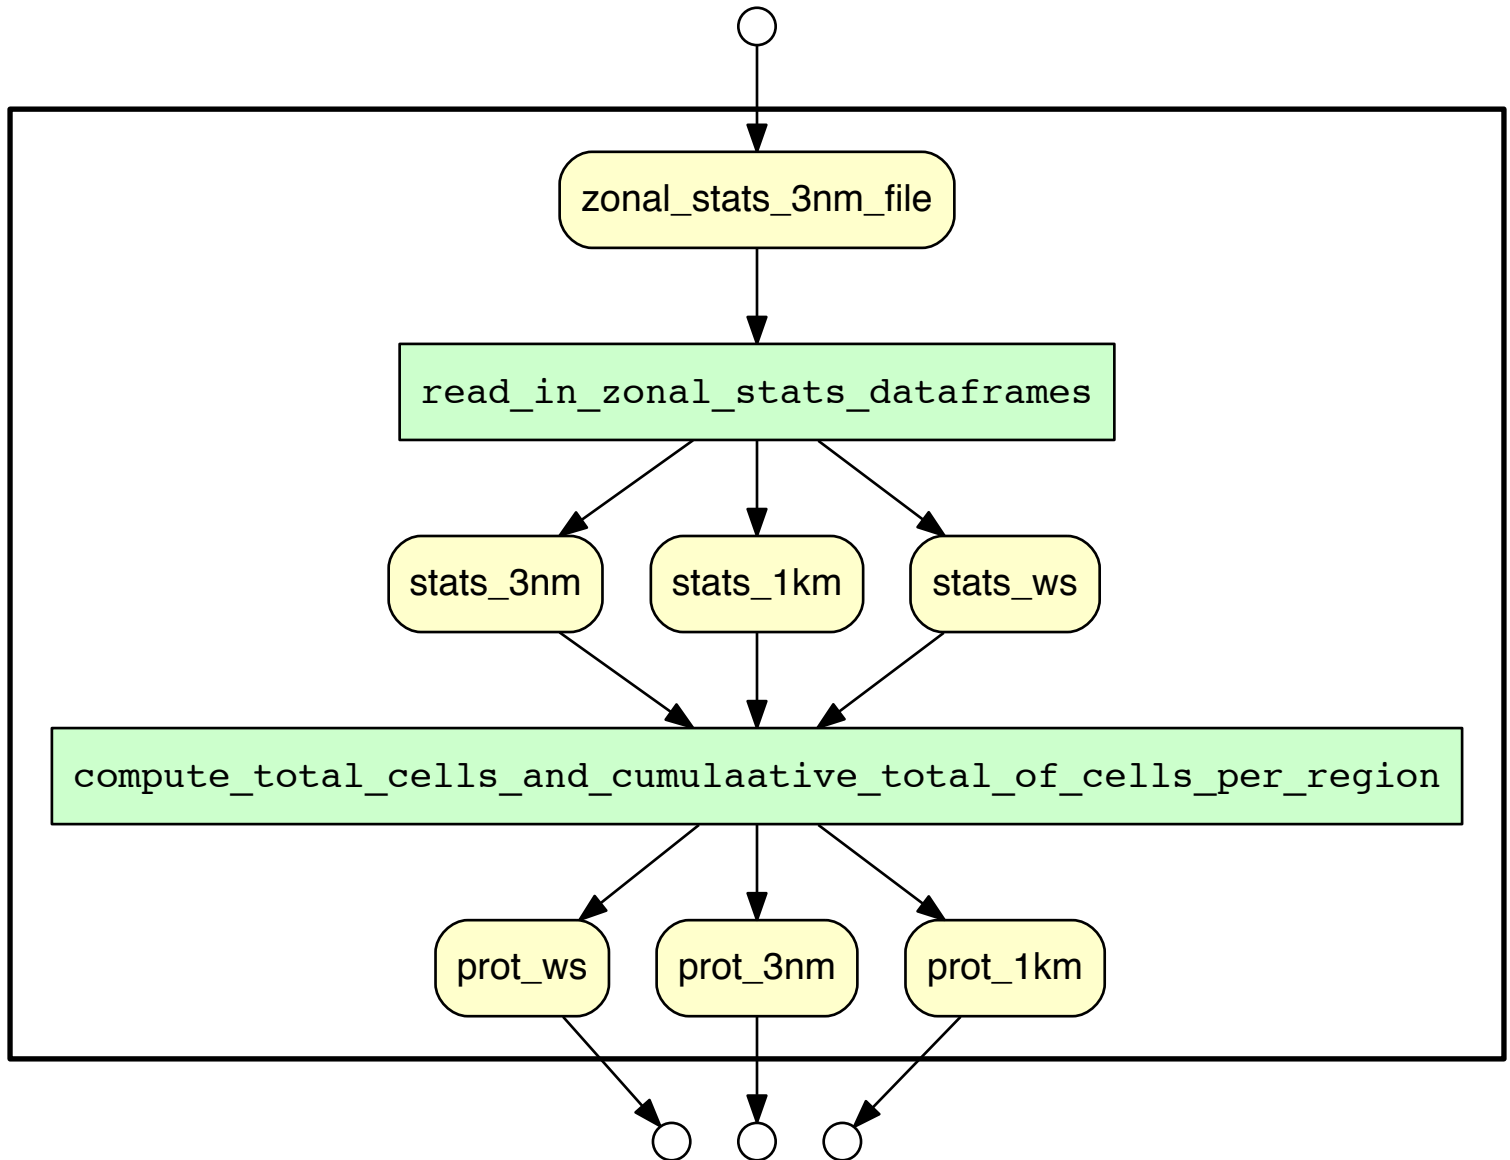 zonal_stats_3nm_file
read_in_zonal_stats_dataframes
stats_3nm
stats_1km
stats_ws
compute_total_cells_and_cumulaative_total_of_cells_per_region
prot_ws
prot_3nm
prot_1km